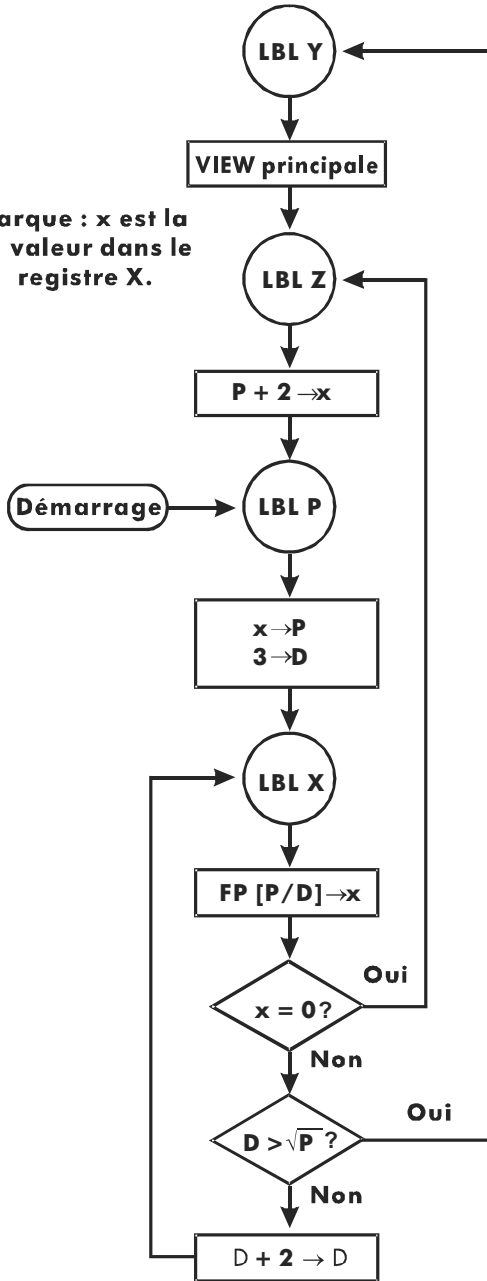 LBL Y
VIEW principale
arque : x est la
valeur dans le
registre X.
LBL Z
P + 2 →x
Démarrage
LBL P
x→P
3→D
LBL X
FP [P/D]→x
Oui
x = 0?
Non
Oui
D > √P ?
Non
D + 2 → D